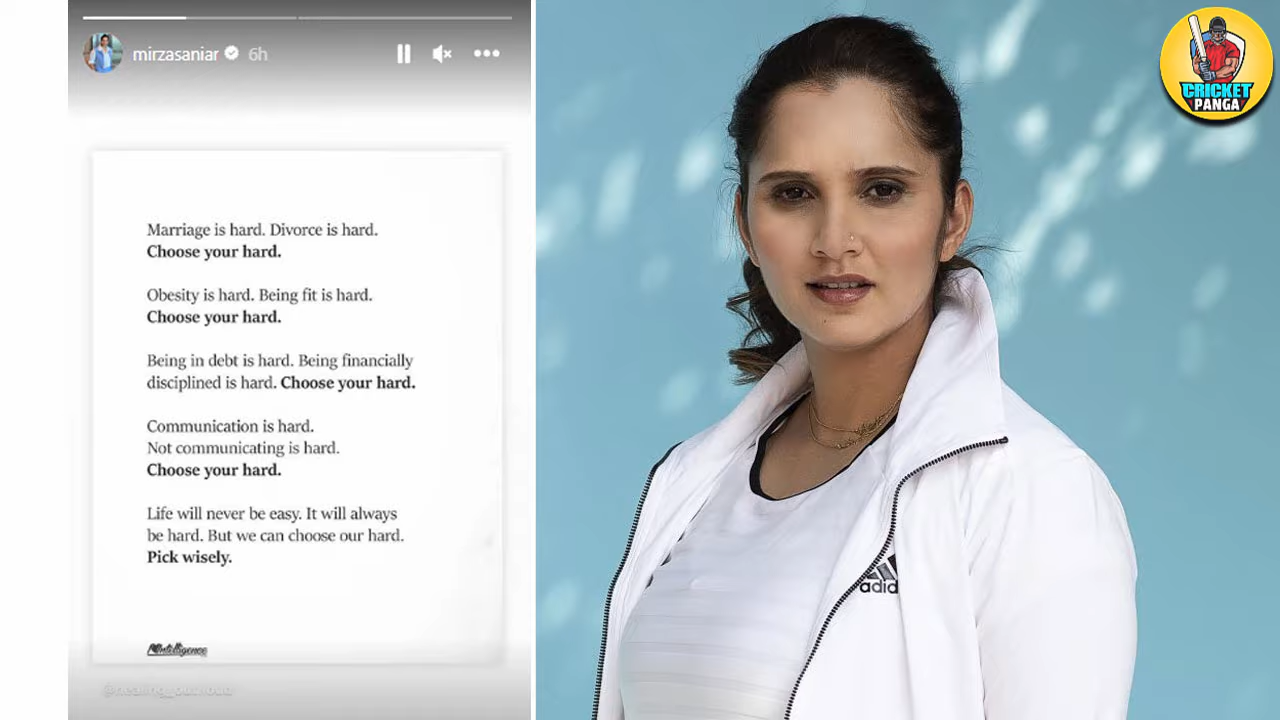 mirzasaniar 6h
Marriage is hard. Divorce is hard.
Choose your hard.
Obesity is hard. Being fit is hard.
Choose your hard.
Being in debt is hard. Being financially
disciplined is hard. Choose your hard.
Communication is hard.
Not communicating is hard.
Choose your hard.
Life will never be easy. It will always
be hard. But we can choose our hard.
Pick wisely.
CRICKET
PANGA
adid